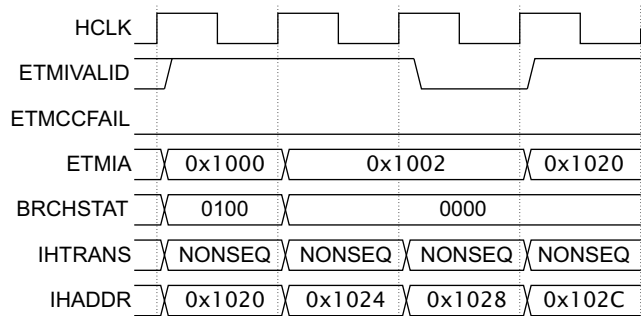 HCLK
ETMIVALID
ETMCCFAIL
ETMIA 0x1000 0x1002 0x1020
BRCHSTAT 0100 0000
IHTRANS NONSEQ NONSEQ NONSEQ NONSEQ
IHADDR 0x1020 0x1024 0x1028 0x102C